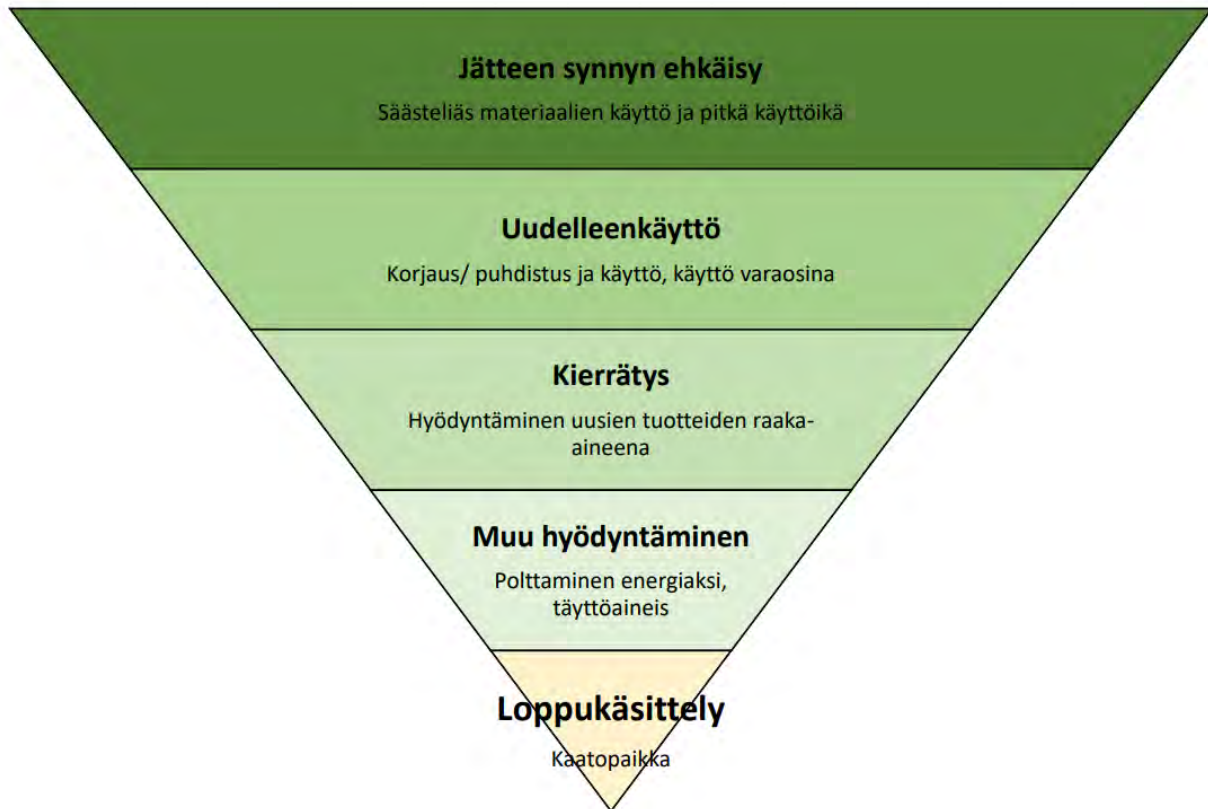 Jätteen synnyn ehkäisy
Säästeliäs materiaalien käyttö ja pitkä käyttöikä
Uudelleenkäyttö
Korjaus/ puhdistus ja käyttö, käyttö varaosina
Kierrätys
Hyödyntäminen uusien tuotteiden raaka-
aineena
Muu hyödyntäminen
Polttaminen energiaksi,
täyttöaineis
Loppukäsittely
Kaatopaikka